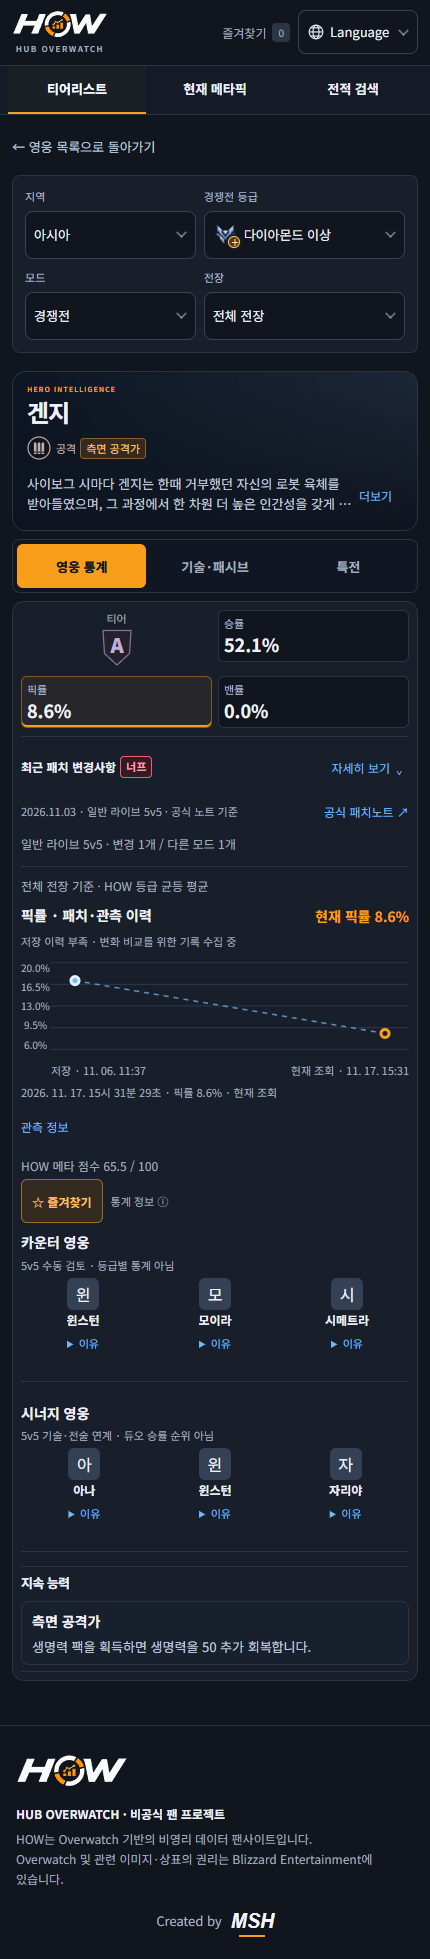 HOW
HUB OVERWATCH
즐겨찾기 0
Language
티어리스트 현재 메타픽 전적 검색
← 영웅 목록으로 돌아가기
지역 경쟁전 등급
아시아 다이아몬드 이상
모드 전장
경쟁전 전체 전장
HERO INTELLIGENCE
겐지
공격 측면 공격가
사이보그 시마다 겐지는 한때 거부했던 자신의 로봇 육체를
받아들였으며, 그 과정에서 한 차원 더 높은 인간성을 갖게 … 더보기
영웅 통계 기술·패시브 특전
티어
A
승률
52.1%
픽률
8.6%
밴률
0.0%
최근 패치 변경사항 너프 자세히 보기 ⌄
2026.11.03 · 일반 라이브 5v5 · 공식 노트 기준 공식 패치노트 ↗
일반 라이브 5v5 · 변경 1개 / 다른 모드 1개
전체 전장 기준 · HOW 등급 균등 평균
픽률 · 패치·관측 이력 현재 픽률 8.6%
저장 이력 부족 · 변화 비교를 위한 기록 수집 중
20.0%
16.5%
13.0%
9.5%
6.0%
저장 · 11. 06. 11:37 현재 조회 · 11. 17. 15:31
2026. 11. 17. 15시 31분 29초 · 픽률 8.6% · 현재 조회
관측 정보
HOW 메타 점수 65.5 / 100
☆ 즐겨찾기 통계 정보 ⓘ
카운터 영웅
5v5 수동 검토 · 등급별 통계 아님
윈 모 시
윈스턴 모이라 시메트라
▶ 이유 ▶ 이유 ▶ 이유
시너지 영웅
5v5 기술·전술 연계 · 듀오 승률 순위 아님
아 윈 자
아나 윈스턴 자리야
▶ 이유 ▶ 이유 ▶ 이유
지속 능력
측면 공격가
생명력 팩을 획득하면 생명력을 50 추가 회복합니다.
HOW
HUB OVERWATCH · 비공식 팬 프로젝트
HOW는 Overwatch 기반의 비영리 데이터 팬사이트입니다.
Overwatch 및 관련 이미지·상표의 권리는 Blizzard Entertainment에
있습니다.
Created by MSH